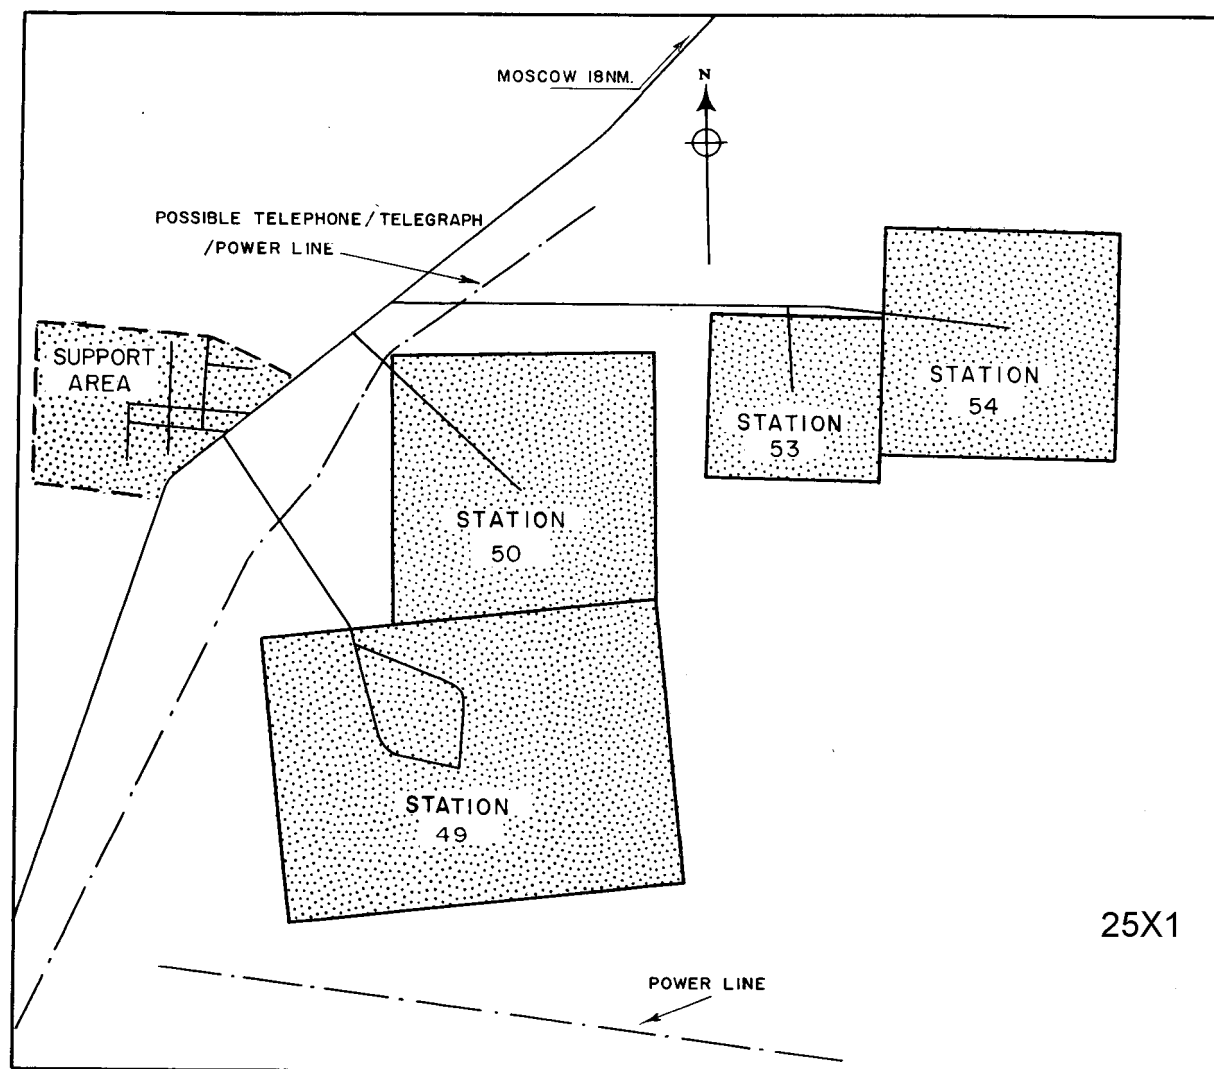 MOSCOW 18NM.
N
POSSIBLE TELEPHONE/TELEGRAPH
/POWER LINE
SUPPORT
AREA
STATION
54
STATION
53
STATION
50
STATION
49
25X1
POWER LINE